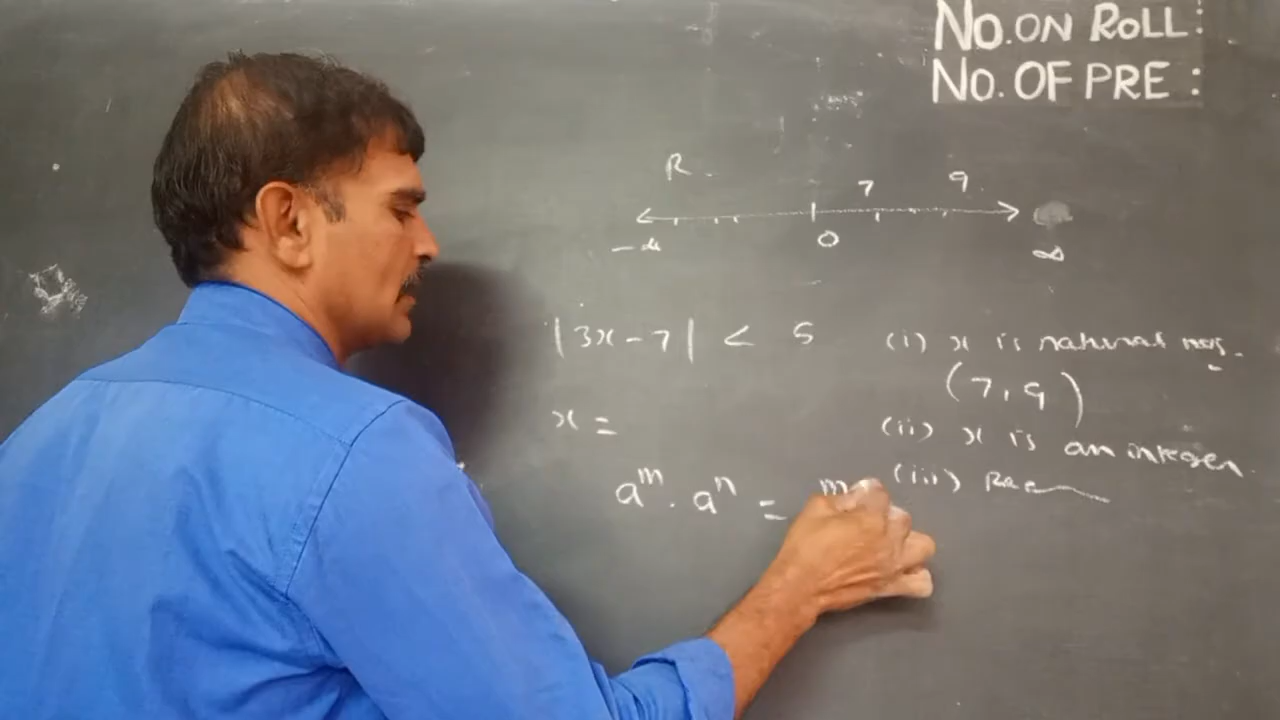 No. ON ROLL:
No. OF PRE :
R.
7 9
-∞ 0 ∞
|3x-7| < 5
(i) x is natural nos.
(7, 9)
x =
(ii) x is an integer.
(iii)
aᵐ . aⁿ = m